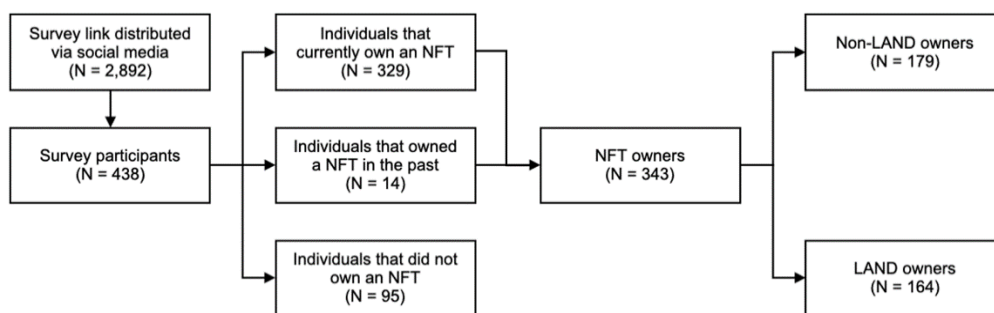 Survey link distributed
via social media
(N = 2,892)
Survey participants
(N = 438)
Individuals that
currently own an NFT
(N = 329)
Individuals that owned
a NFT in the past
(N = 14)
Individuals that did not
own an NFT
(N = 95)
NFT owners
(N = 343)
Non-LAND owners
(N = 179)
LAND owners
(N = 164)